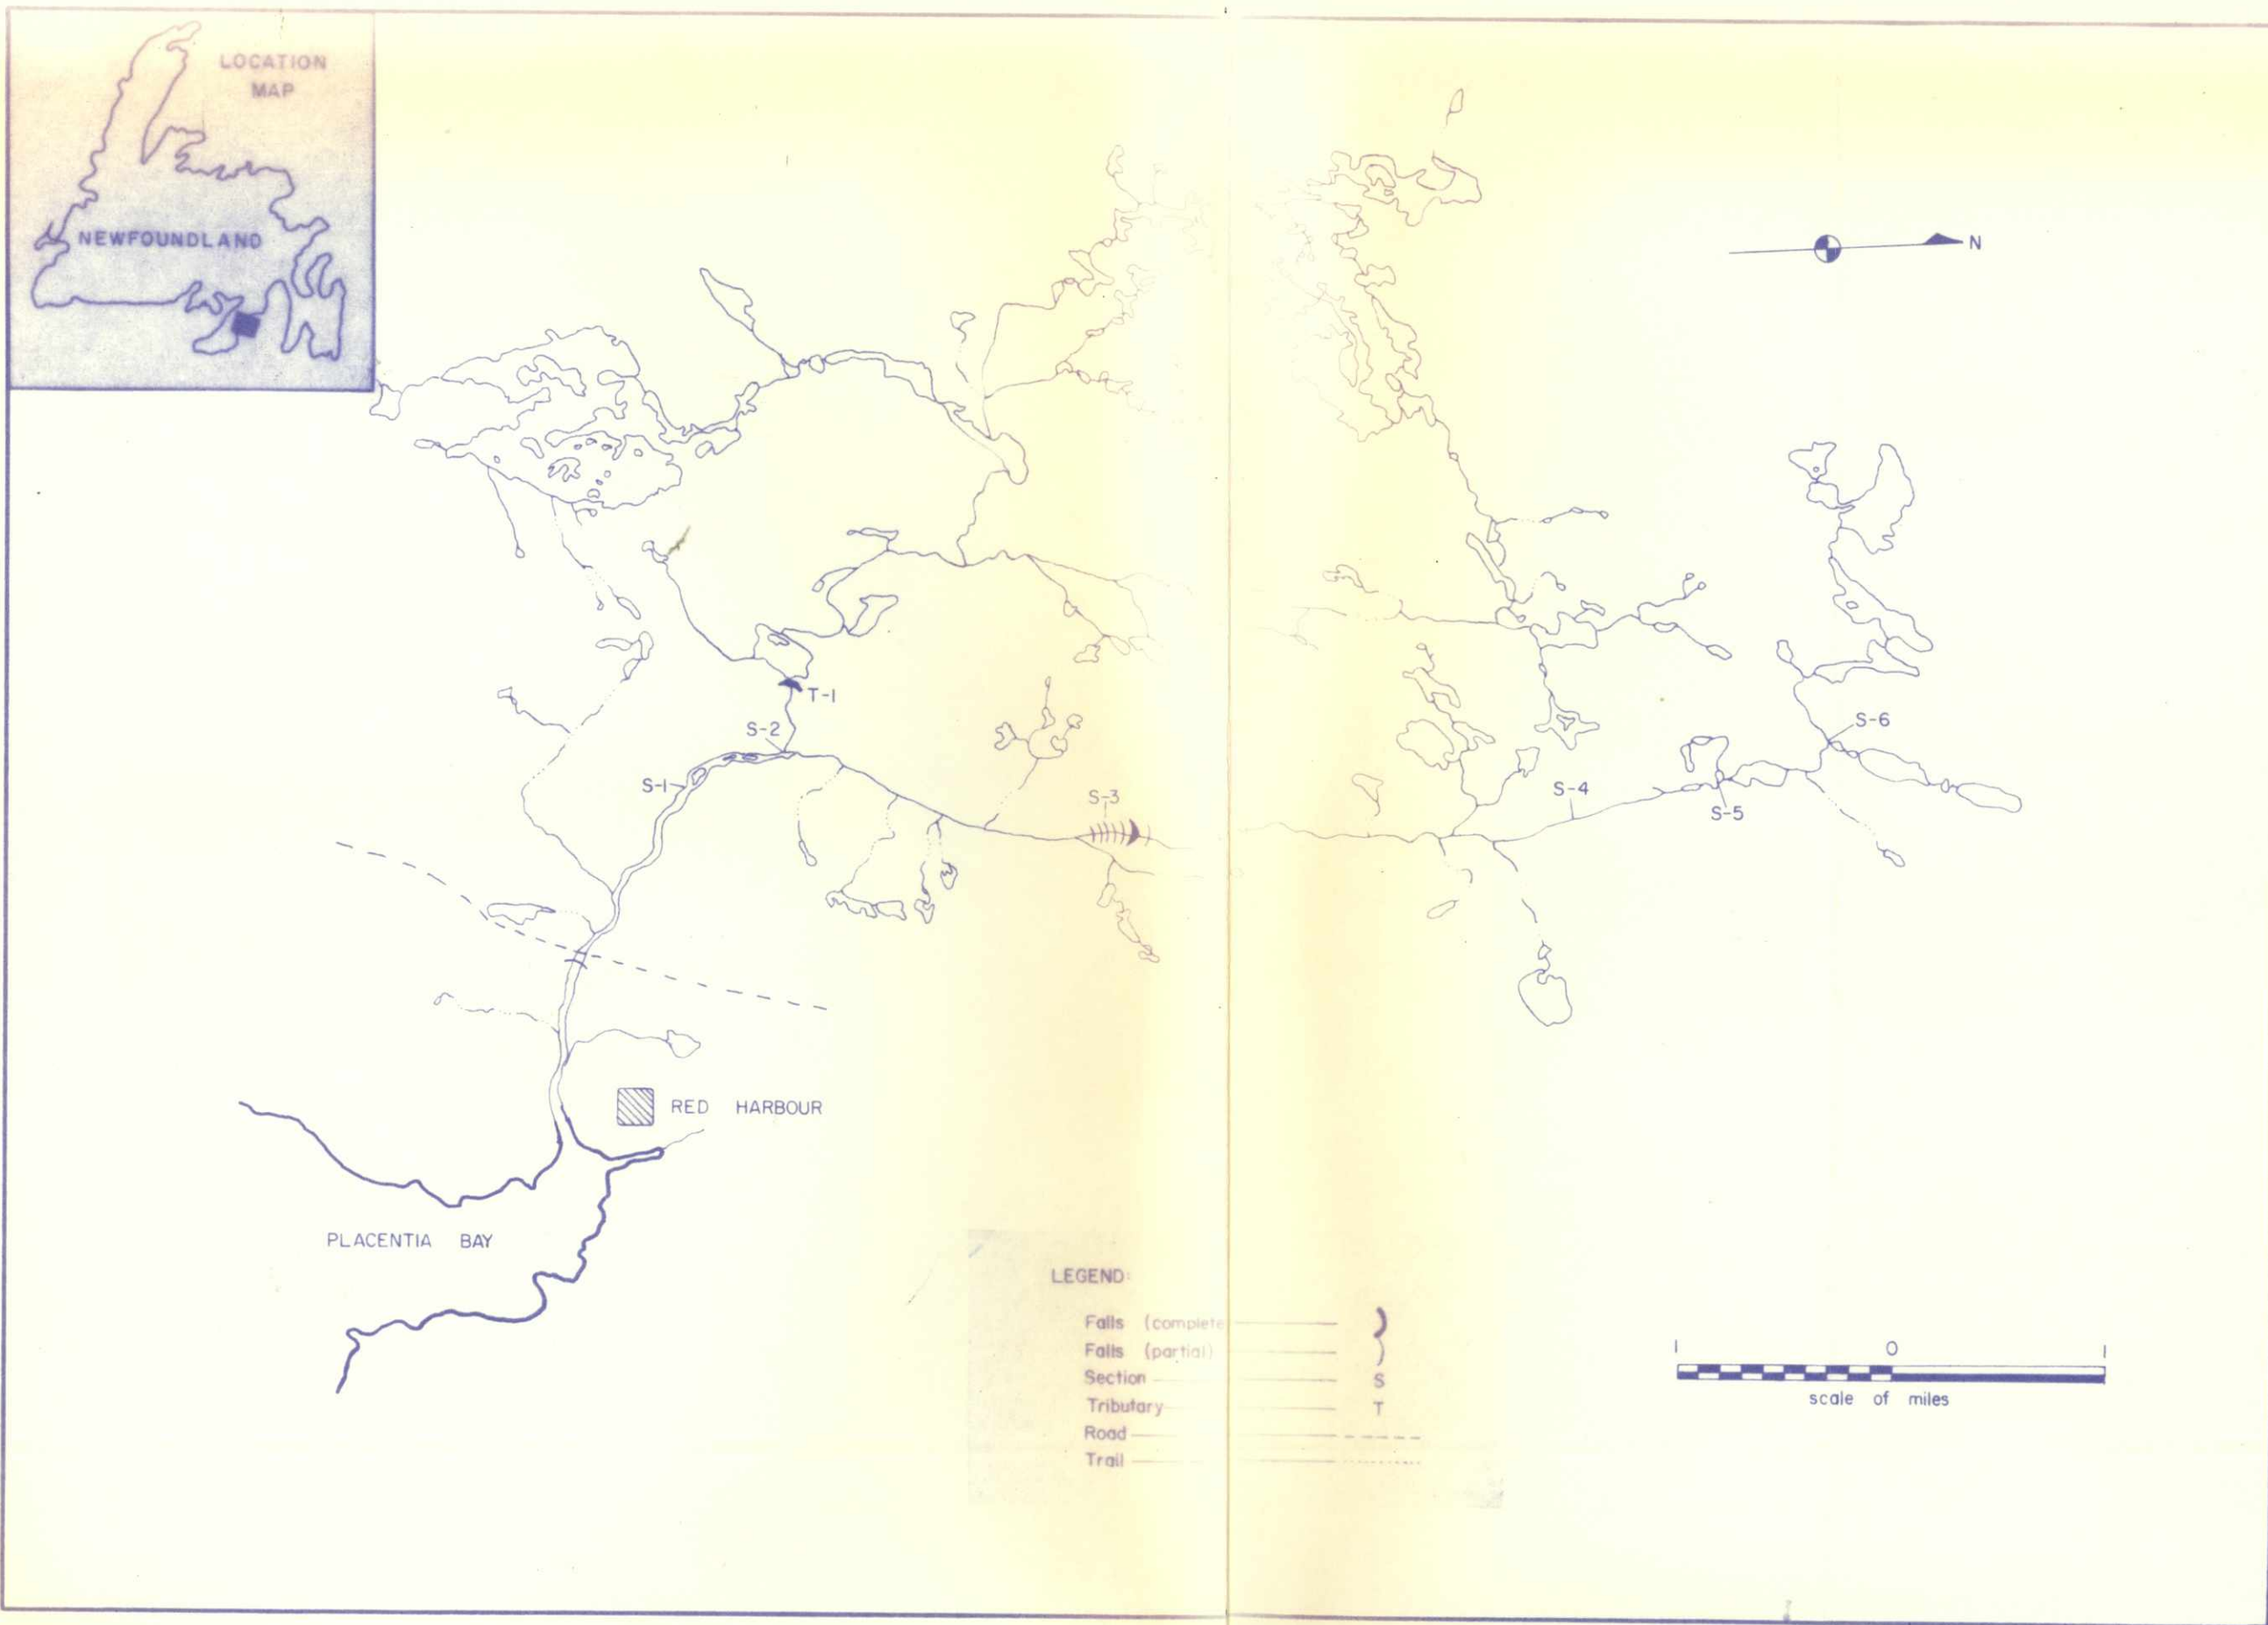 LOCATION
MAP
NEWFOUNDLAND
N
T-1
S-2
S-1
S-3
S-4
S-5
S-6
RED HARBOUR
PLACENTIA BAY
LEGEND:
Falls (complete
Falls (partial)
Section S
Tributary T
Road
Trail
1 0 1
scale of miles